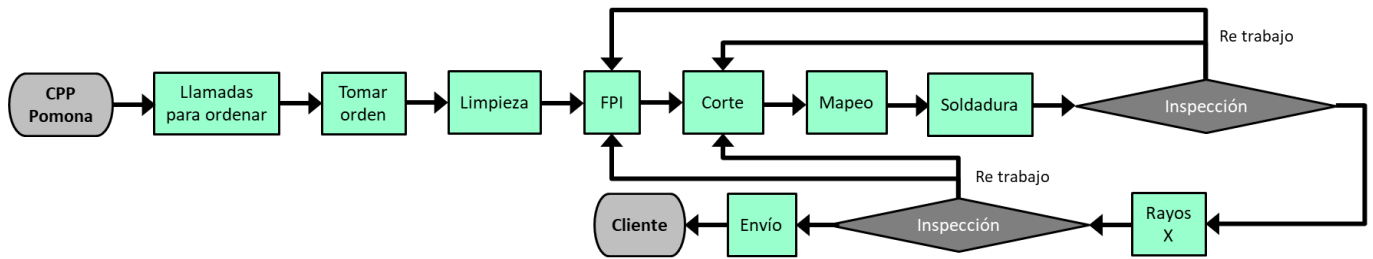 Re trabajo
CPP
Pomona
Llamadas
para ordenar
Tomar
orden
Limpieza
FPI
Corte
Mapeo
Soldadura
Inspección
Re trabajo
Cliente
Envío
Inspección
Rayos
X